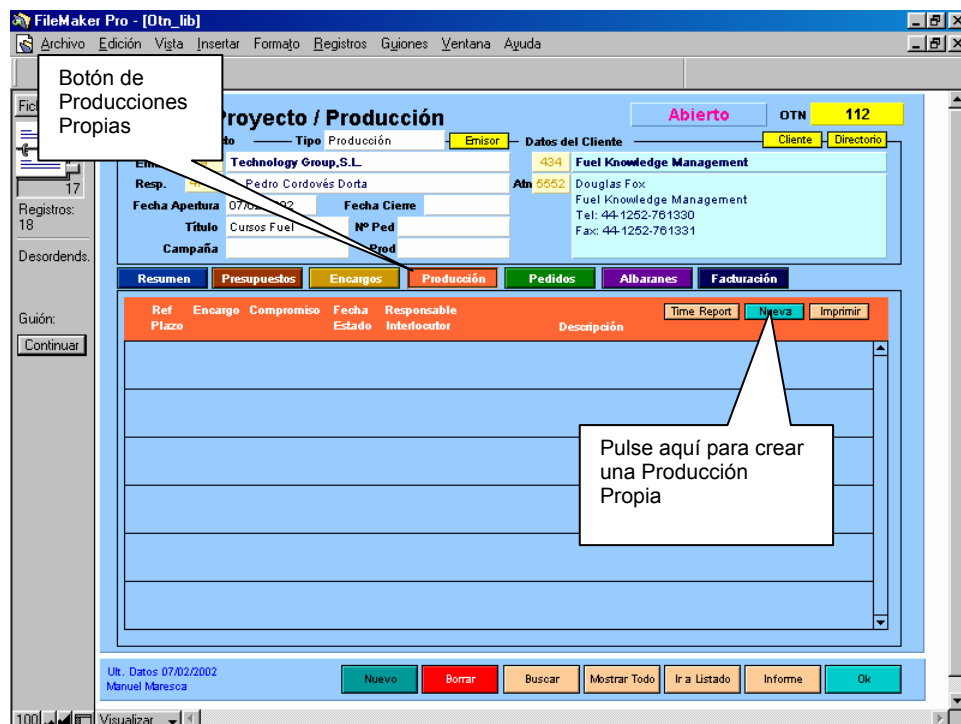 FileMaker Pro - [Otn_lib]
Archivo Edición Vista Insertar Formato Registros Guiones Ventana Ayuda
Botón de
Producciones
Propias
royecto / Producción
Abierto OTN 112
Tipo Producción Emisor Datos del Cliente Cliente Directorio
Technology Group,S.L. 434 Fuel Knowledge Management
Resp. Pedro Cordovés Dorta Atn 5552 Douglas Fox
Fuel Knowledge Management
Fecha Apertura Fecha Cierre
Tel: 44-1252-761330
Título Cursos Fuel Nº Ped
Fax: 44-1252-761331
Campaña Prod
17
Registros:
18
Desordends.
Guión:
Continuar
Resumen Presupuestos Encargos Producción Pedidos Albaranes Facturación
Ref Encargo Compromiso Fecha Responsable
Plazo Estado Interlocutor Descripción
Time Report Nueva Imprimir
Pulse aquí para crear
una Producción
Propia
Ult. Datos 07/02/2002
Manuel Maresca
Nuevo Borrar Buscar Mostrar Todo Ir a Listado Informe Ok
100 Visualizar